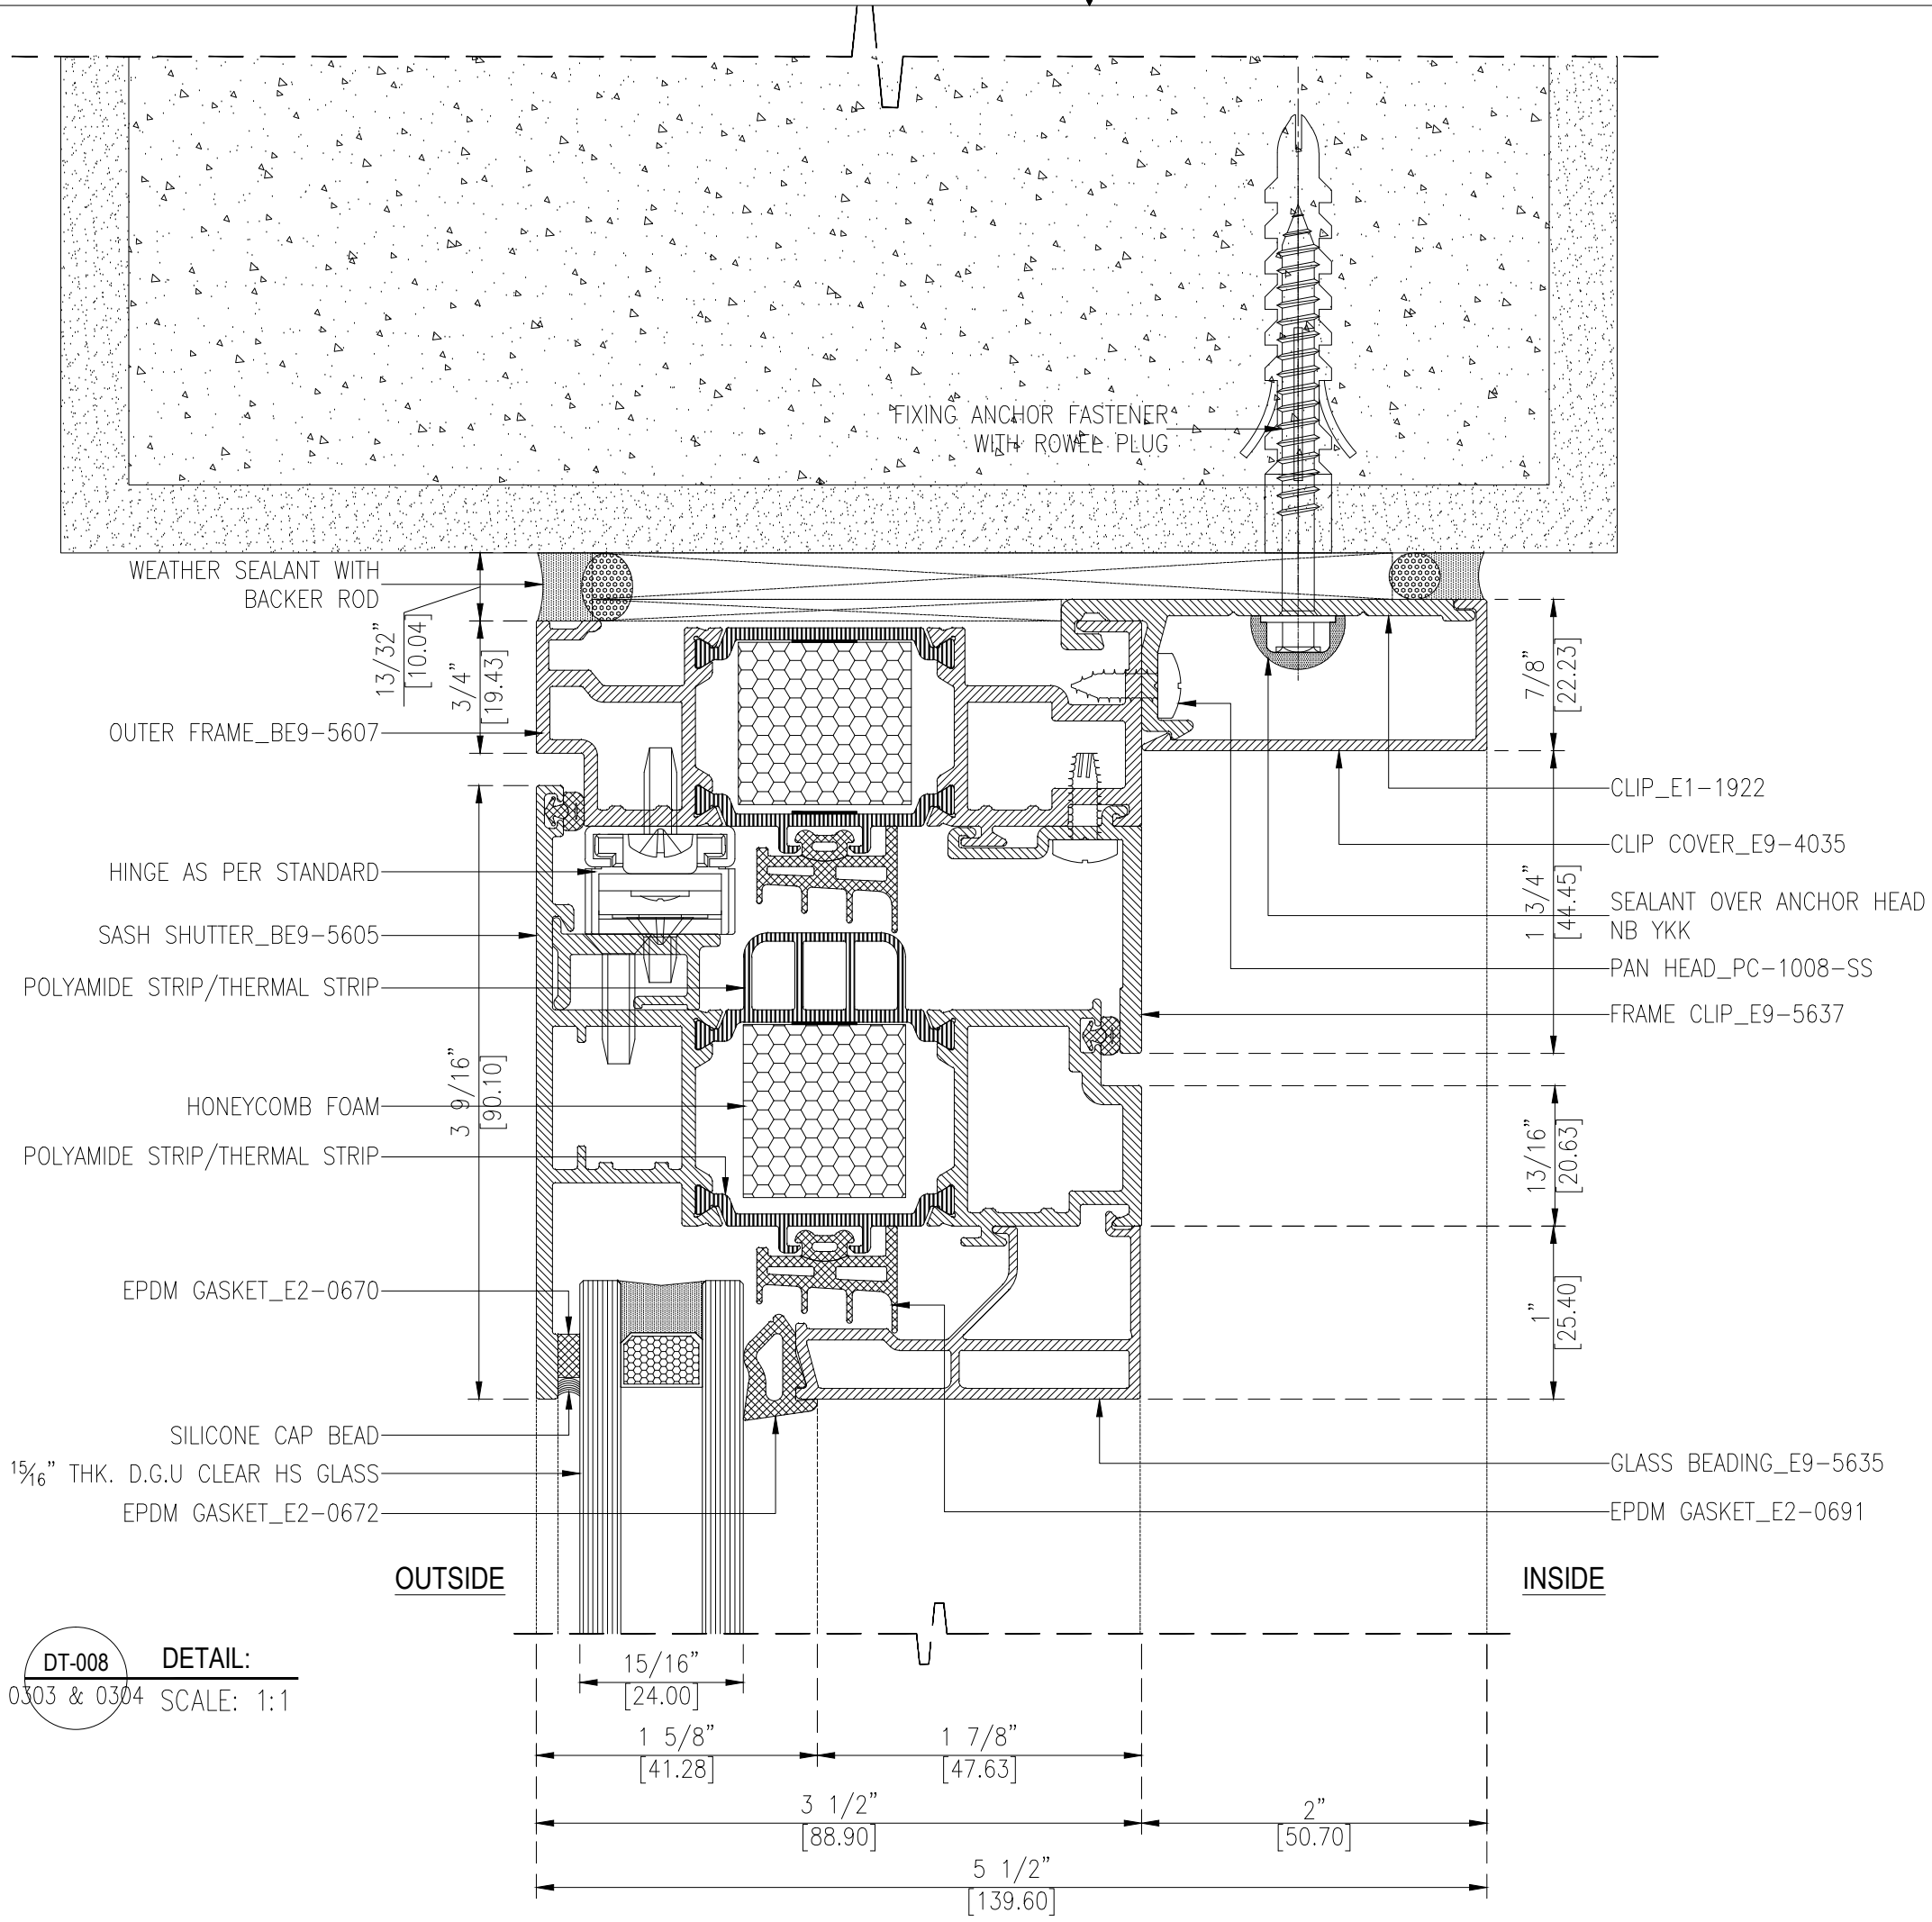 FIXING ANCHOR FASTENER
WITH ROWEL PLUG
WEATHER SEALANT WITH
BACKER ROD
13/32"
[10.04]
3/4"
[19.43]
OUTER FRAME_BE9-5607
HINGE AS PER STANDARD
SASH SHUTTER_BE9-5605
POLYAMIDE STRIP/THERMAL STRIP
3 9/16"
[90.10]
HONEYCOMB FOAM
POLYAMIDE STRIP/THERMAL STRIP
EPDM GASKET_E2-0670
SILICONE CAP BEAD
15/16" THK. D.G.U CLEAR HS GLASS
EPDM GASKET_E2-0672
7/8"
[22.23]
CLIP_E1-1922
CLIP COVER_E9-4035
1 3/4"
[44.45]
SEALANT OVER ANCHOR HEAD
NB YKK
PAN HEAD_PC-1008-SS
FRAME CLIP_E9-5637
13/16"
[20.63]
1"
[25.40]
GLASS BEADING_E9-5635
EPDM GASKET_E2-0691
OUTSIDE
INSIDE
DT-008
0303 & 0304
DETAIL:
SCALE: 1:1
15/16"
[24.00]
1 5/8"
[41.28]
1 7/8"
[47.63]
3 1/2"
[88.90]
2"
[50.70]
5 1/2"
[139.60]